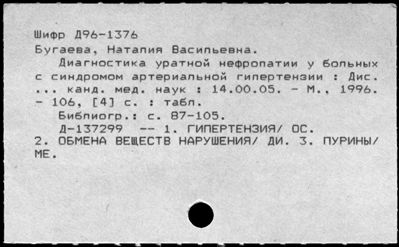 Шифр Д96-1376
Бугаева, Наталия Васильевна.
Диагностика уратной нефропатии у больных
с синдромом артериальной гипертензии : Дис.
... канд. мед. наук : 14.00.05. - М., 1996.
- 106, [4] с. : табл.
Библиогр.: с. 87-105.
Д-137299 -- 1. ГИПЕРТЕНЗИЯ/ ОС.
2. ОБМЕНА ВЕЩЕСТВ НАРУШЕНИЯ/ ДИ. 3. ПУРИНЫ/
МЕ.